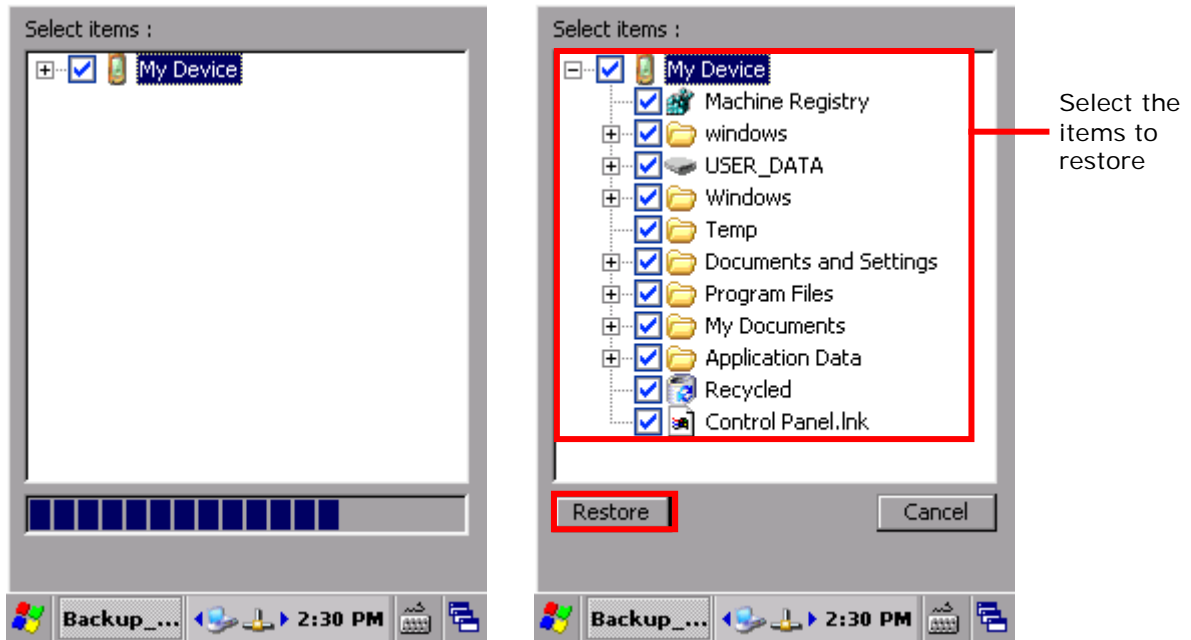 Select items :
My Device
Backup_...
2:30 PM
Select items :
My Device
Machine Registry
windows
USER_DATA
Windows
Temp
Documents and Settings
Program Files
My Documents
Application Data
Recycled
Control Panel.lnk
Restore
Cancel
Backup_...
2:30 PM
Select the
items to
restore